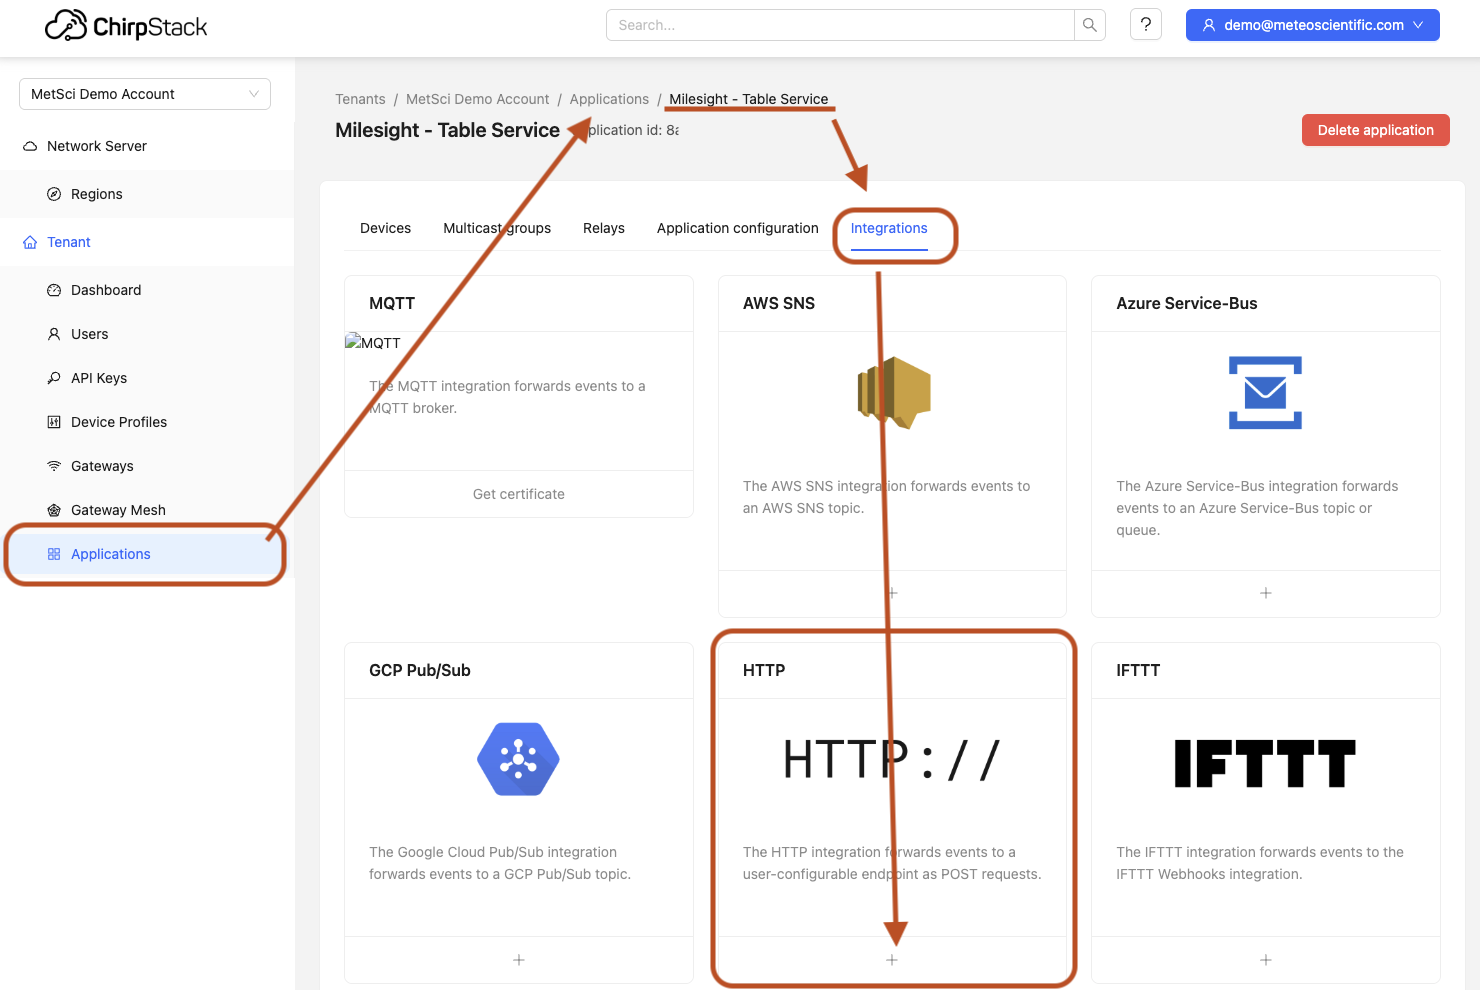 ChirpStack
Search...
?
demo@meteoscientific.com
MetSci Demo Account
Network Server
Regions
Tenant
Dashboard
Users
API Keys
Device Profiles
Gateways
Gateway Mesh
Applications
Tenants / MetSci Demo Account / Applications / Milesight - Table Service
Milesight - Table Service
plication id: 8a
Delete application
Devices
Multicast groups
Relays
Application configuration
Integrations
MQTT
MQTT
The MQTT integration forwards events to a
MQTT broker.
Get certificate
AWS SNS
The AWS SNS integration forwards events to
an AWS SNS topic.
+
Azure Service-Bus
The Azure Service-Bus integration forwards
events to an Azure Service-Bus topic or
queue.
+
GCP Pub/Sub
The Google Cloud Pub/Sub integration
forwards events to a GCP Pub/Sub topic.
+
HTTP
HTTP://
The HTTP integration forwards events to a
user-configurable endpoint as POST requests.
+
IFTTT
IFTTT
The IFTTT integration forwards events to the
IFTTT Webhooks integration.
+